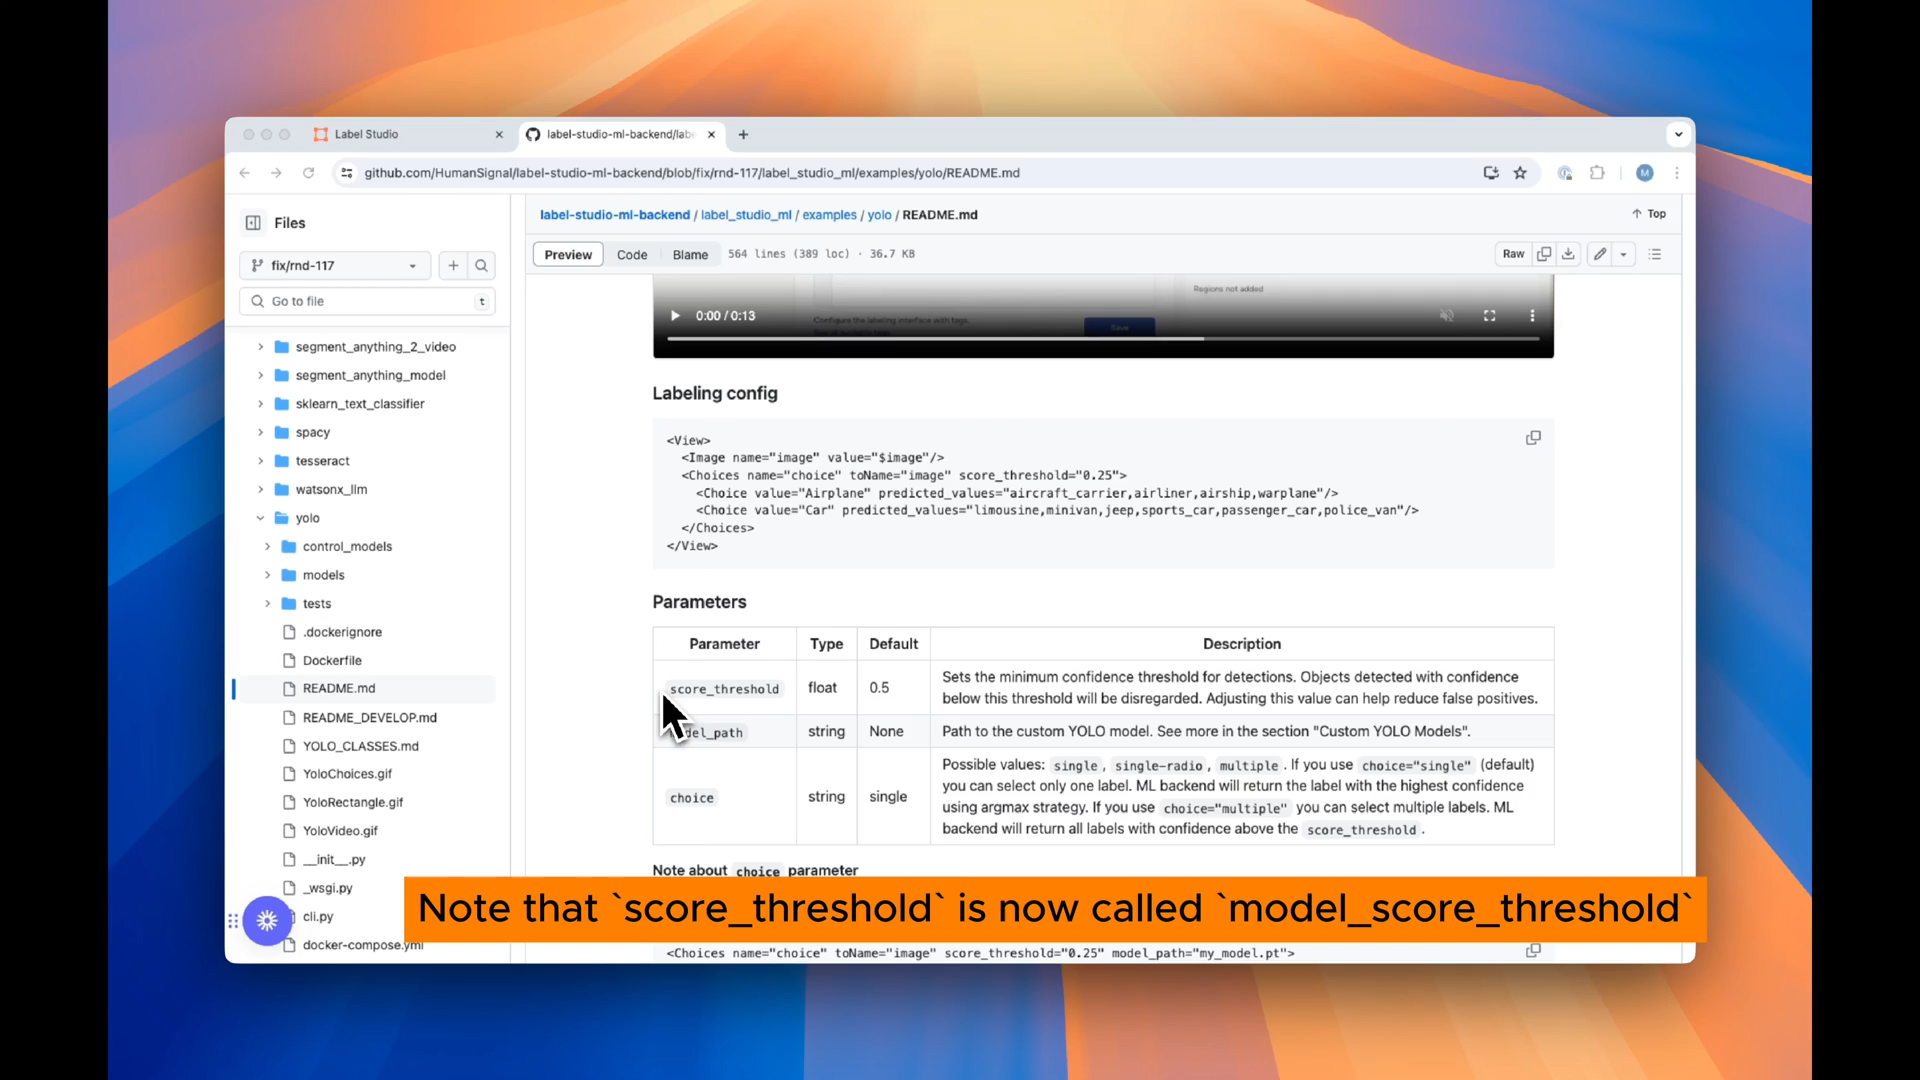 Label Studio
label-studio-ml-backend/lab
github.com/HumanSignal/label-studio-ml-backend/blob/fix/rnd-117/label_studio_ml/examples/yolo/README.md
M
Files
fix/rnd-117
Go to file
t
segment_anything_2_video
segment_anything_model
sklearn_text_classifier
spacy
tesseract
watsonx_llm
yolo
control_models
models
tests
.dockerignore
Dockerfile
README.md
README_DEVELOP.md
YOLO_CLASSES.md
YoloChoices.gif
YoloRectangle.gif
YoloVideo.gif
__init__.py
_wsgi.py
cli.py
docker-compose.yml
label-studio-ml-backend / label_studio_ml / examples / yolo / README.md
Top
Preview Code Blame 564 lines (389 loc) · 36.7 KB
Raw
Regions not added
Configure the labeling interface with tags.
Save
0:00 / 0:13
Labeling config
<View>
<Image name="image" value="$image"/>
<Choices name="choice" toName="image" score_threshold="0.25">
<Choice value="Airplane" predicted_values="aircraft_carrier,airliner,airship,warplane"/>
<Choice value="Car" predicted_values="limousine,minivan,jeep,sports_car,passenger_car,police_van"/>
</Choices>
</View>
Parameters
Parameter Type Default Description
score_threshold float 0.5 Sets the minimum confidence threshold for detections. Objects detected with confidence
below this threshold will be disregarded. Adjusting this value can help reduce false positives.
del_path string None Path to the custom YOLO model. See more in the section "Custom YOLO Models".
Possible values: single, single-radio, multiple. If you use choice="single" (default)
you can select only one label. ML backend will return the label with the highest confidence
choice string single
using argmax strategy. If you use choice="multiple" you can select multiple labels. ML
backend will return all labels with confidence above the score_threshold.
Note about choice parameter
Note that `score_threshold` is now called `model_score_threshold`
<Choices name="choice" toName="image" score_threshold="0.25" model_path="my_model.pt">